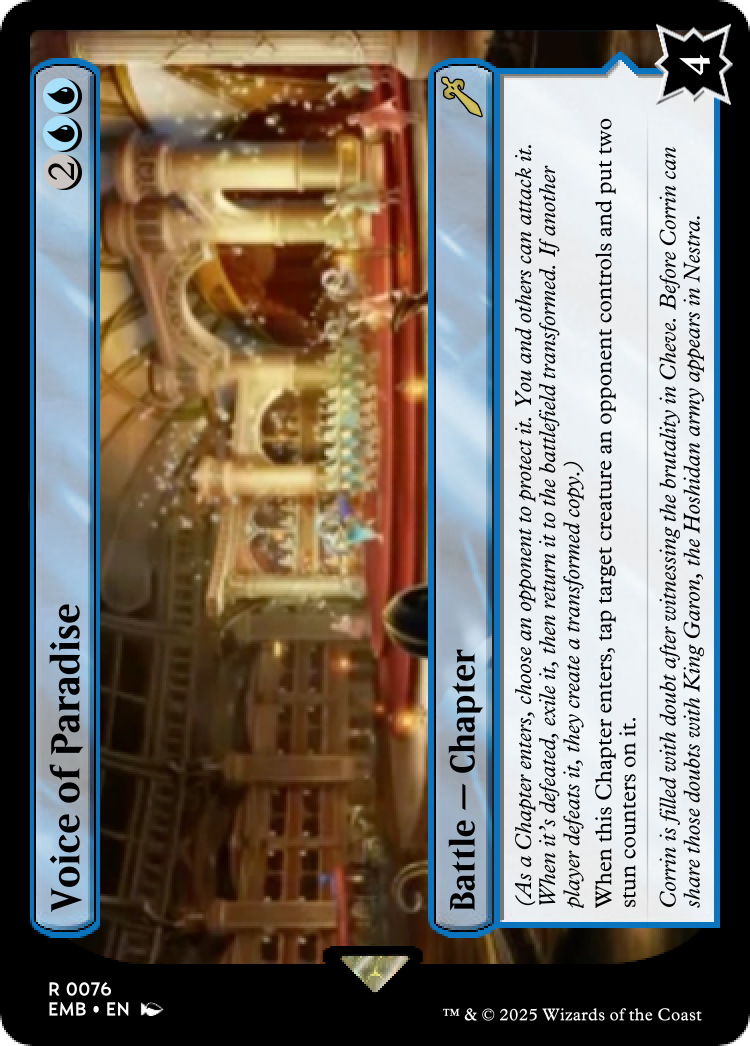 Voice of Paradise 2
Battle — Chapter
(As a Chapter enters, choose an opponent to protect it. You and others can attack it.
When it's defeated, exile it, then return it to the battlefield transformed. If another
player defeats it, they create a transformed copy.)
When this Chapter enters, tap target creature an opponent controls and put two
stun counters on it.
Corrin is filled with doubt after witnessing the brutality in Cheve. Before Corrin can
share those doubts with King Garon, the Hoshidan army appears in Nestra.
4
R 0076
EMB • EN
™ & © 2025 Wizards of the Coast